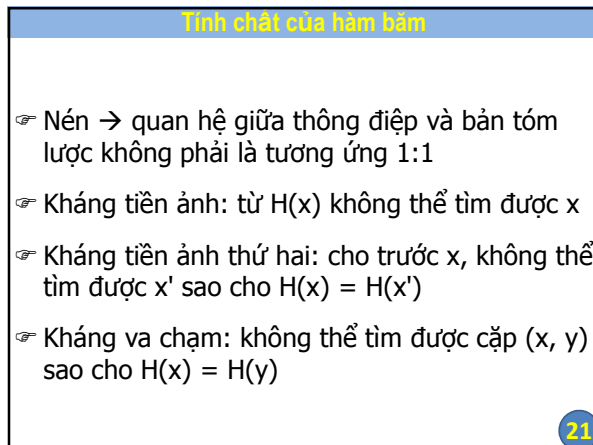 Tính chất của hàm băm
☞ Nén → quan hệ giữa thông điệp và bản tóm
lược không phải là tương ứng 1:1
☞ Kháng tiền ảnh: từ H(x) không thể tìm được x
☞ Kháng tiền ảnh thứ hai: cho trước x, không thể
tìm được x' sao cho H(x) = H(x')
☞ Kháng va chạm: không thể tìm được cặp (x, y)
sao cho H(x) = H(y)
21